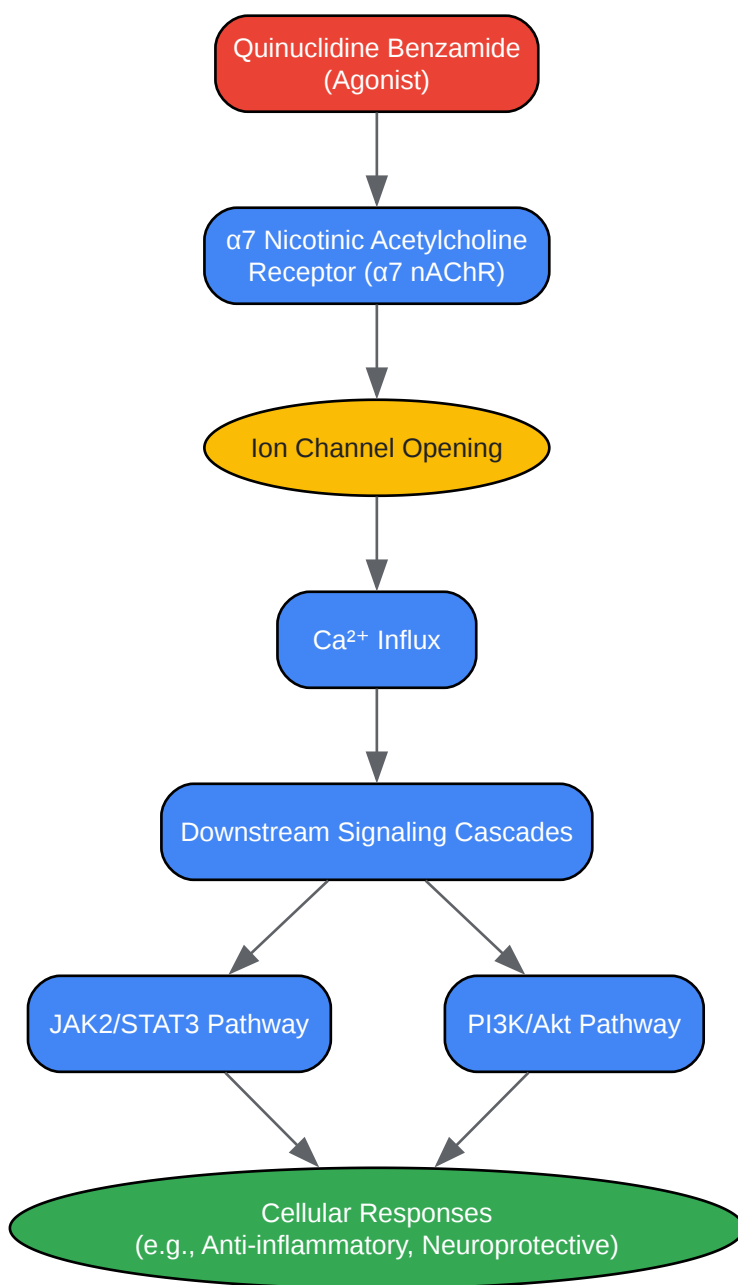 Quinuclidine Benzamide
(Agonist)
α7 Nicotinic Acetylcholine
Receptor (α7 nAChR)
Ion Channel Opening
Ca²⁺ Influx
Downstream Signaling Cascades
JAK2/STAT3 Pathway
PI3K/Akt Pathway
Cellular Responses
(e.g., Anti-inflammatory, Neuroprotective)